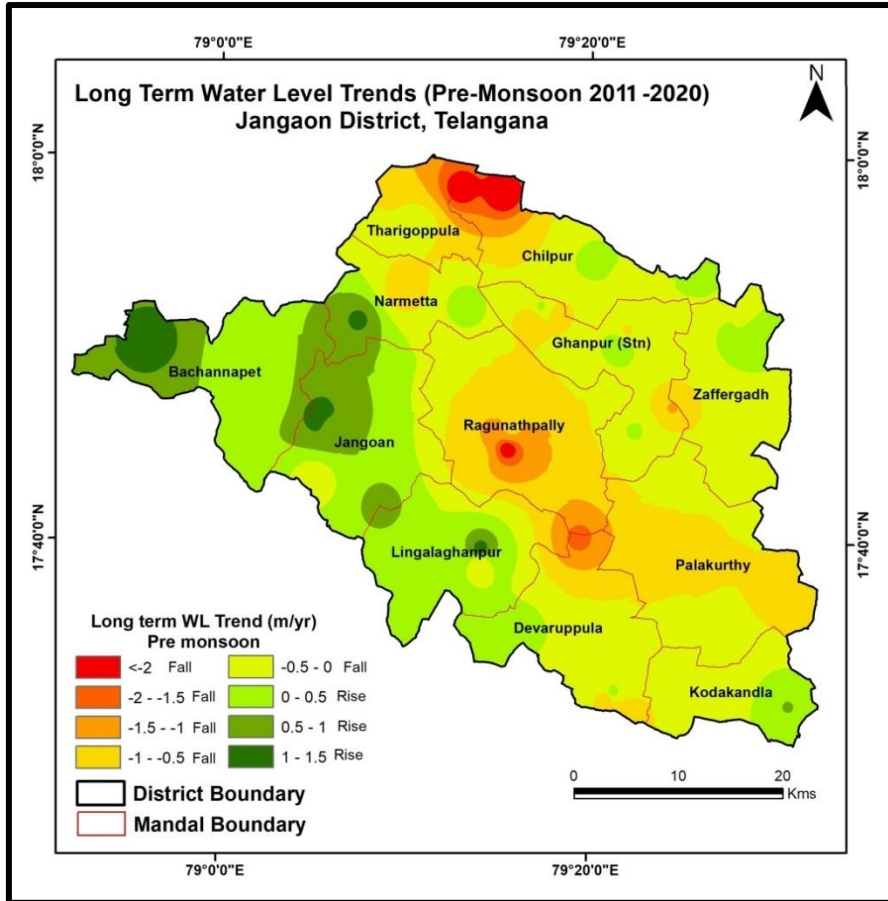 79°0'0"E
79°20'0"E
N
Long Term Water Level Trends (Pre-Monsoon 2011 -2020)
Jangaon District, Telangana
18°0'0"N
18°0'0"N
Tharigoppula
Chilpur
Narmetta
Ghanpur (Stn)
Bachannapet
Zaffergadh
Ragunathpally
Jangoan
17°40'0"N
17°40'0"N
Lingalaghanpur
Palakurthy
Devaruppula
Kodakandla
Long term WL Trend (m/yr)
Pre monsoon
<-2 Fall
-2 - -1.5 Fall
-1.5 - -1 Fall
-1 - -0.5 Fall
-0.5 - 0 Fall
0 - 0.5 Rise
0.5 - 1 Rise
1 - 1.5 Rise
District Boundary
Mandal Boundary
0 10 20
Kms
79°0'0"E
79°20'0"E